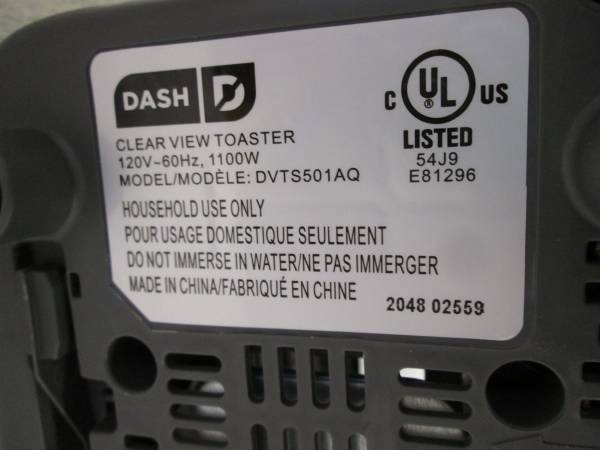 DASH D
C UL ® US
LISTED
54J9
E81296
CLEAR VIEW TOASTER
120V~60Hz, 1100W
MODEL/MODÈLE: DVTS501AQ
HOUSEHOLD USE ONLY
POUR USAGE DOMESTIQUE SEULEMENT
DO NOT IMMERSE IN WATER/NE PAS IMMERGER
MADE IN CHINA/FABRIQUÉ EN CHINE
2048 02559